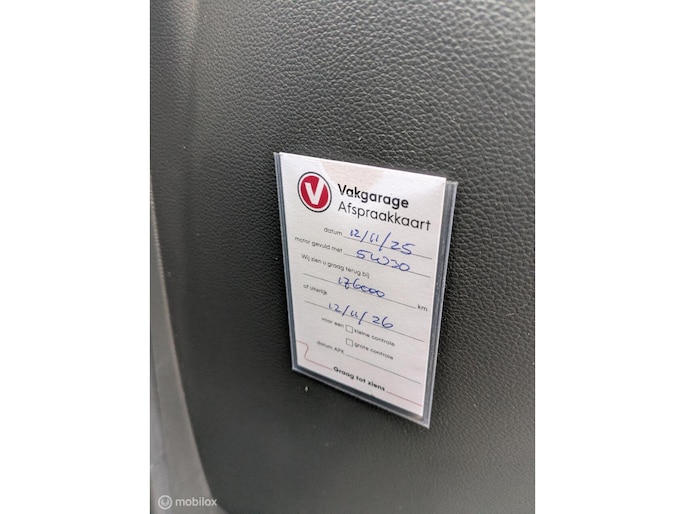 V Vakgarage
Afspraakkaart
datum 12/11/25
motor gevuld met 5W30
Wij zien u graag terug bij
176000 km
of uiterlijk
12/11/26
voor een kleine controle
grote controle
datum APK
Graag tot ziens
mobilox